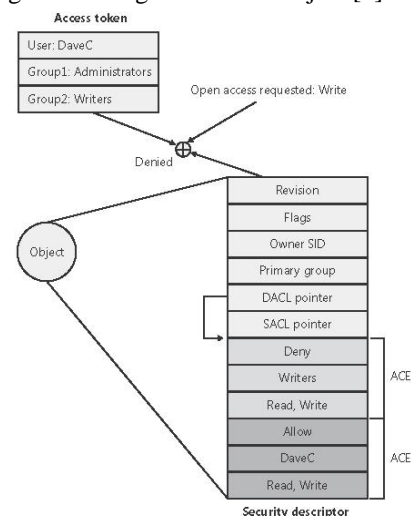 Access token
User: DaveC
Group1: Administrators
Group2: Writers
Open access requested: Write
Denied
Object
Revision
Flags
Owner SID
Primary group
DACL pointer
SACL pointer
Deny
Writers
Read, Write
ACE
Allow
DaveC
Read, Write
ACE
Security descriptor